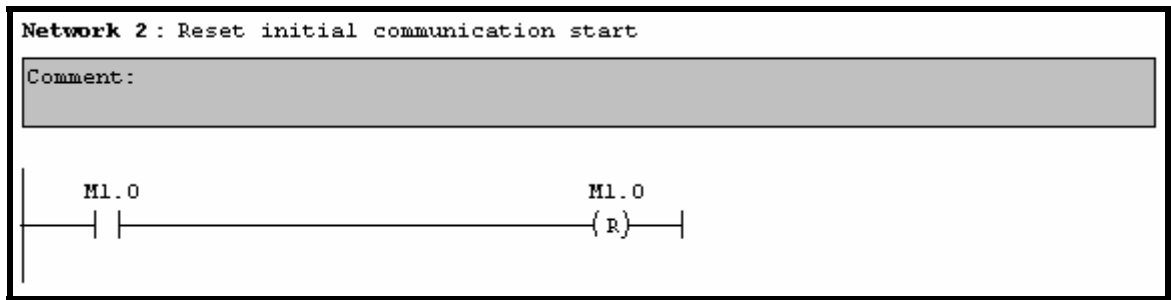 Network 2 : Reset initial communication start
Comment:
M1.0 M1.0
R